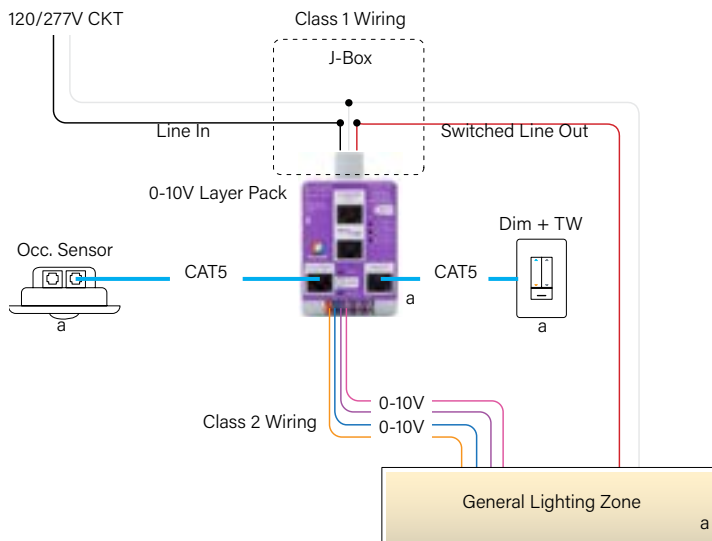 120/277V CKT
Class 1 Wiring
J-Box
Line In
Switched Line Out
0-10V Layer Pack
Dim + TW
Occ. Sensor
CAT5
CAT5
a
a
a
0-10V
0-10V
Class 2 Wiring
General Lighting Zone
a